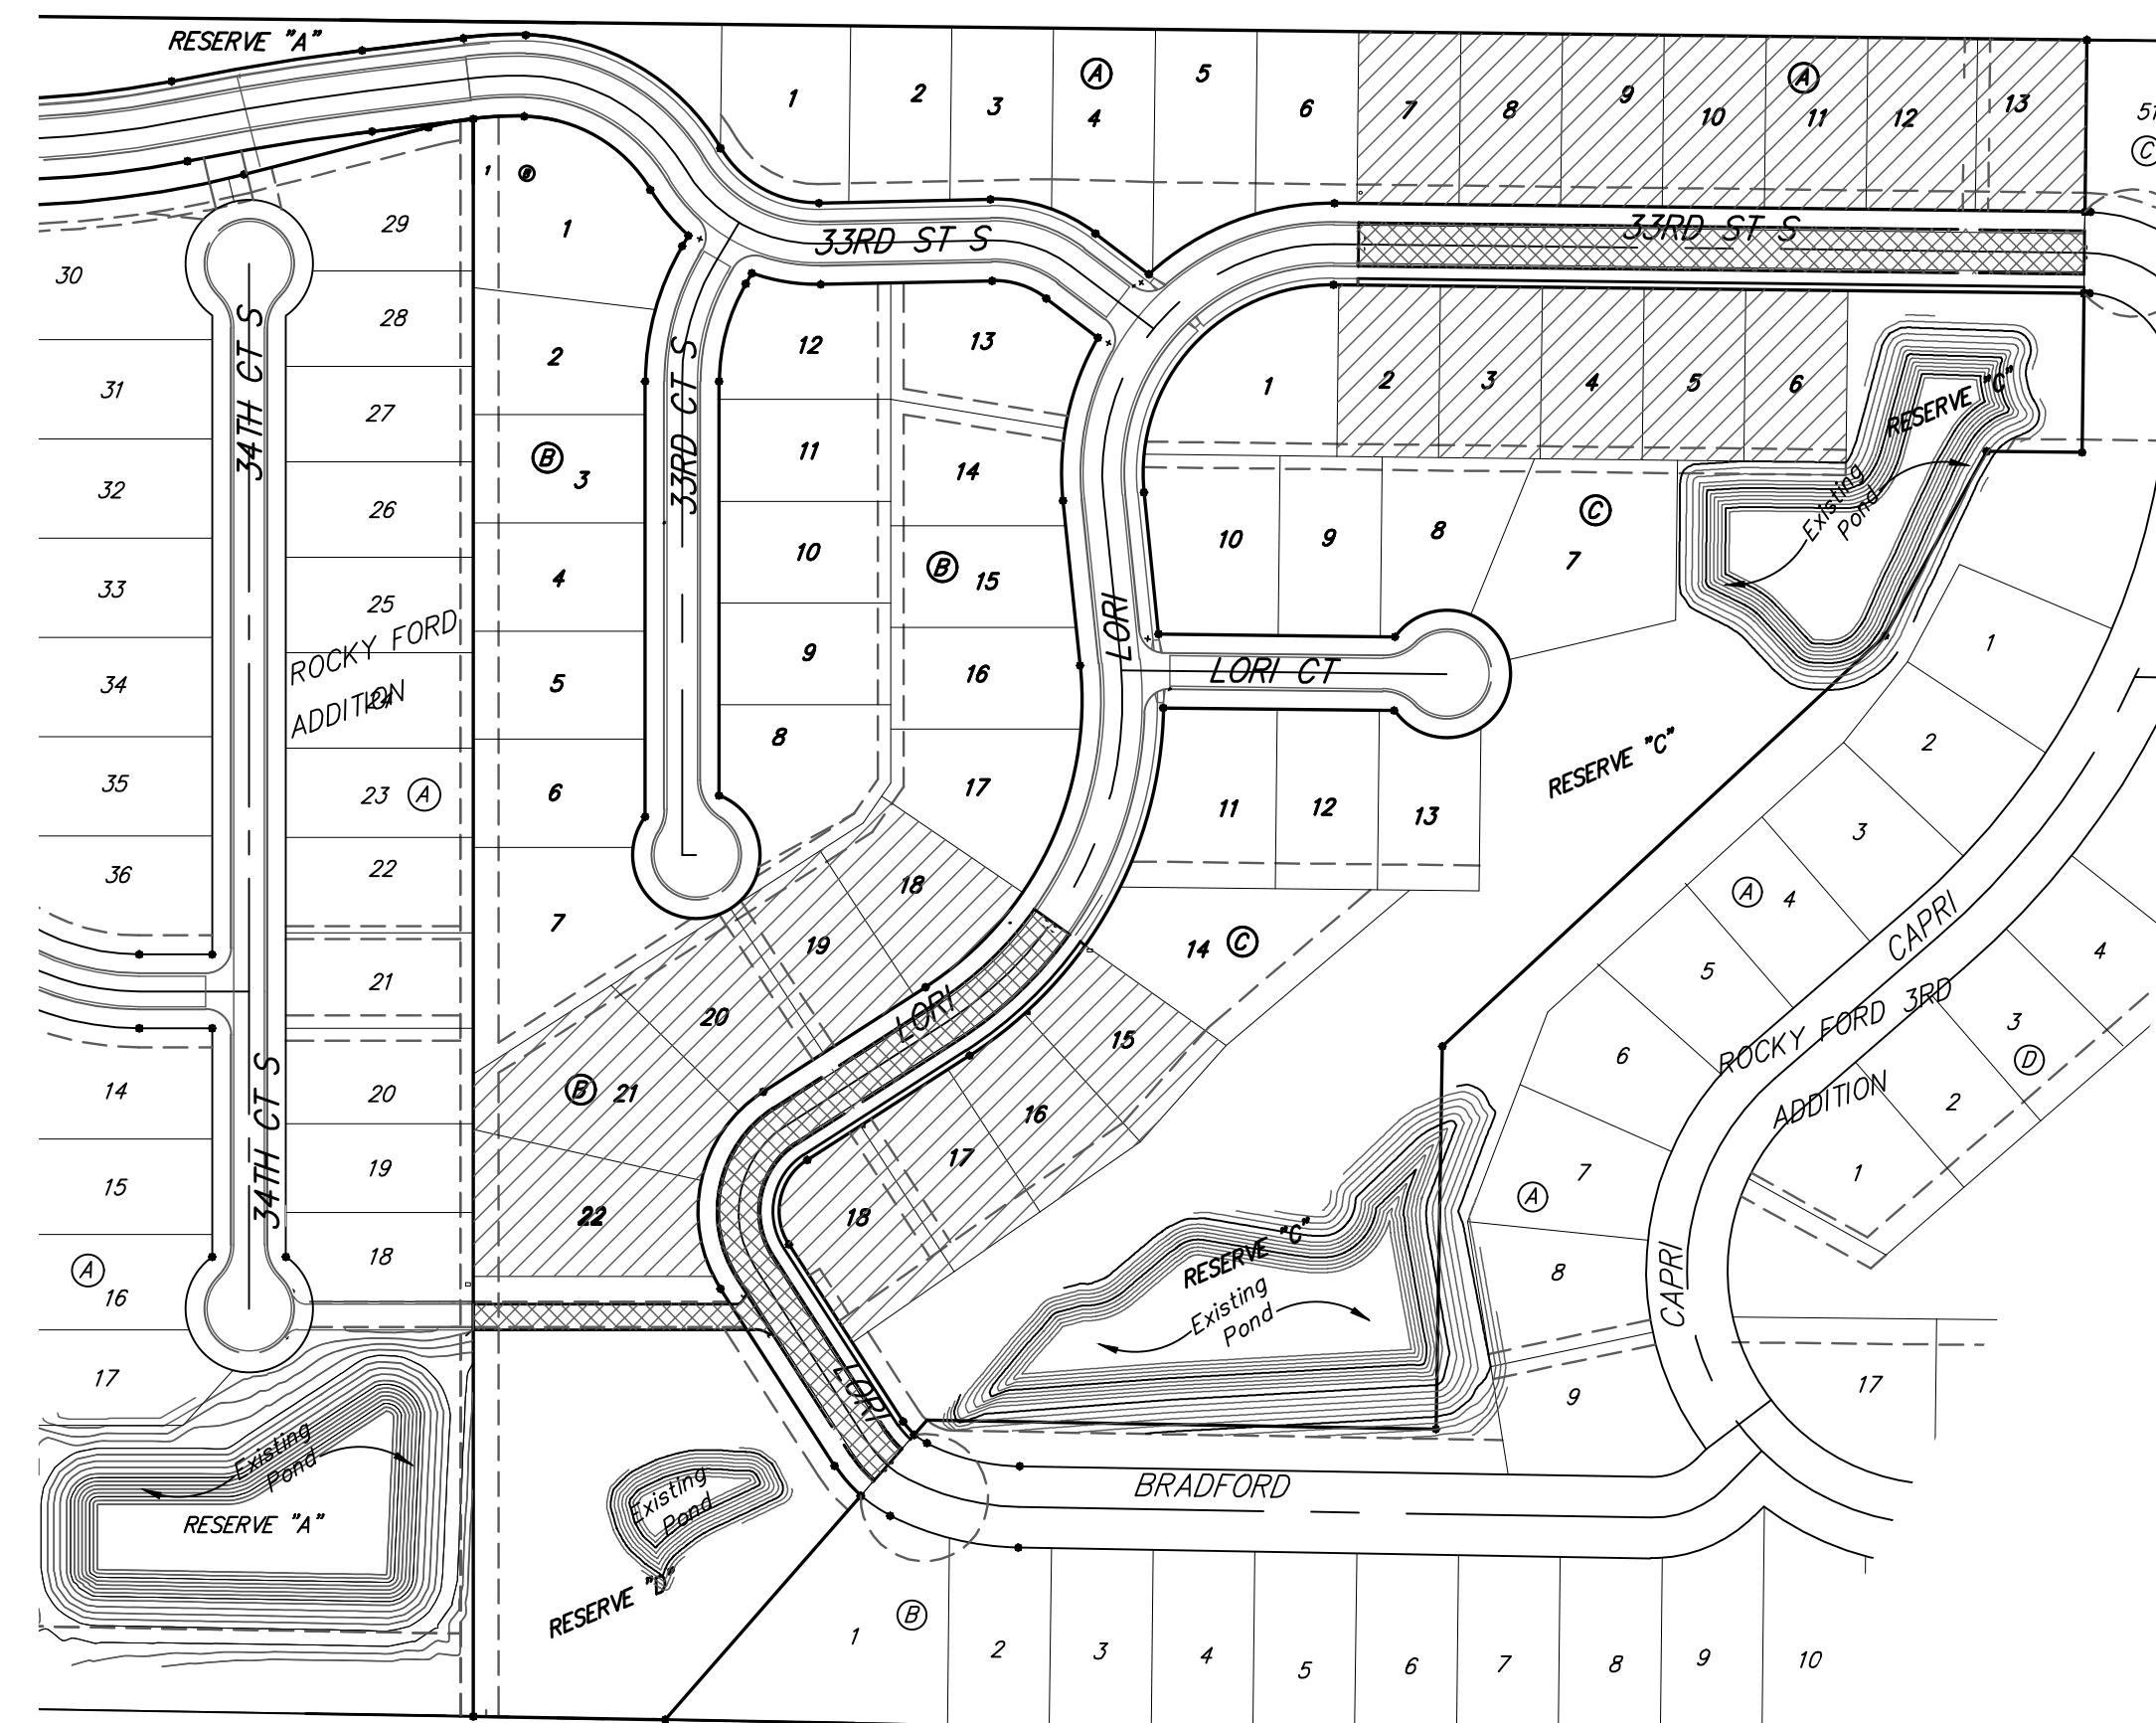 RESERVE "A"
1
2
3
A
4
5
6
7
8
9
10
A
11
12
13
51
C
1
B
1
29
30
28
31
27
32
26
33
25
34
24
35
23
A
36
22
21
14
20
15
19
A
16
18
17
34TH CT S
34TH CT S
ROCKY FORD
ADDITION
33RD ST S
33RD ST S
33RD CT S
2
B
3
4
5
6
7
12
13
11
14
10
B
15
9
16
8
17
18
19
20
B
21
22
LORI
LORI
LORI
LORI CT
1
2
3
4
5
6
10
9
8
C
7
11
12
13
14
C
15
16
17
18
RESERVE "C"
Existing
Pond
RESERVE "C"
RESERVE "C"
Existing
Pond
1
2
3
A
4
5
6
A
7
8
9
CAPRI
CAPRI
ROCKY FORD 3RD
ADDITION
4
3
D
2
1
17
BRADFORD
Existing
Pond
RESERVE "A"
Existing
Pond
RESERVE "D"
B
1
2
3
4
5
6
7
8
9
10